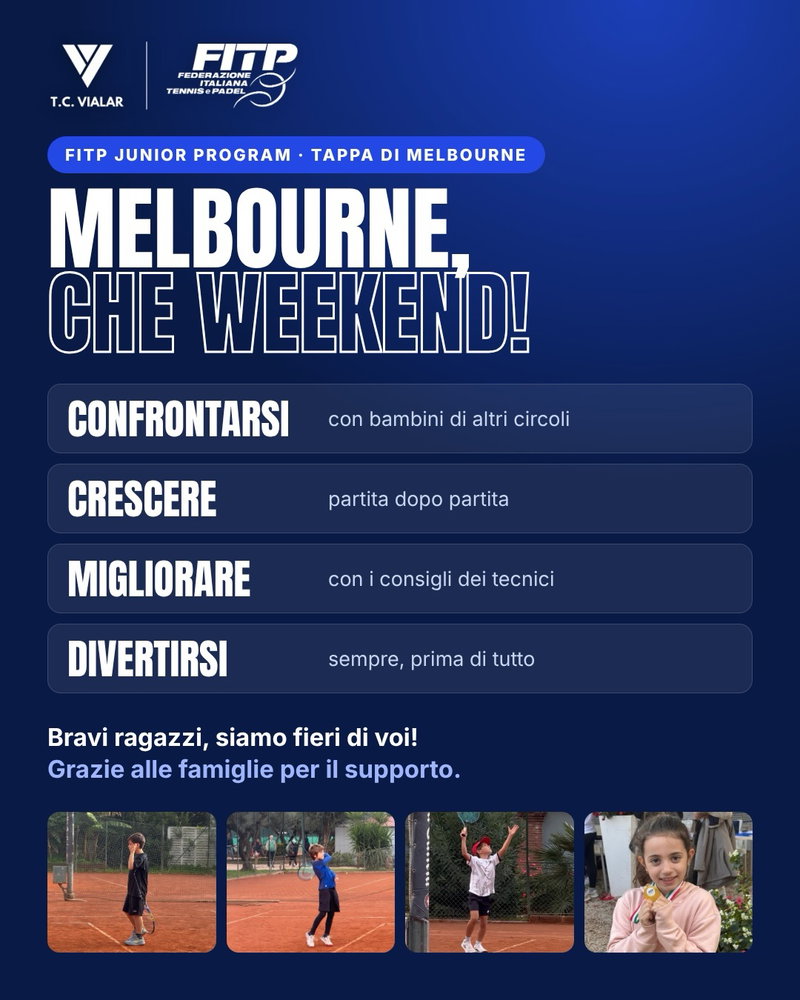 T.C. VIALAR
FITP
FEDERAZIONE
ITALIANA
TENNIS e PADEL
FITP JUNIOR PROGRAM · TAPPA DI MELBOURNE
MELBOURNE,
CHE WEEKEND!
CONFRONTARSI con bambini di altri circoli
CRESCERE partita dopo partita
MIGLIORARE con i consigli dei tecnici
DIVERTIRSI sempre, prima di tutto
Bravi ragazzi, siamo fieri di voi!
Grazie alle famiglie per il supporto.